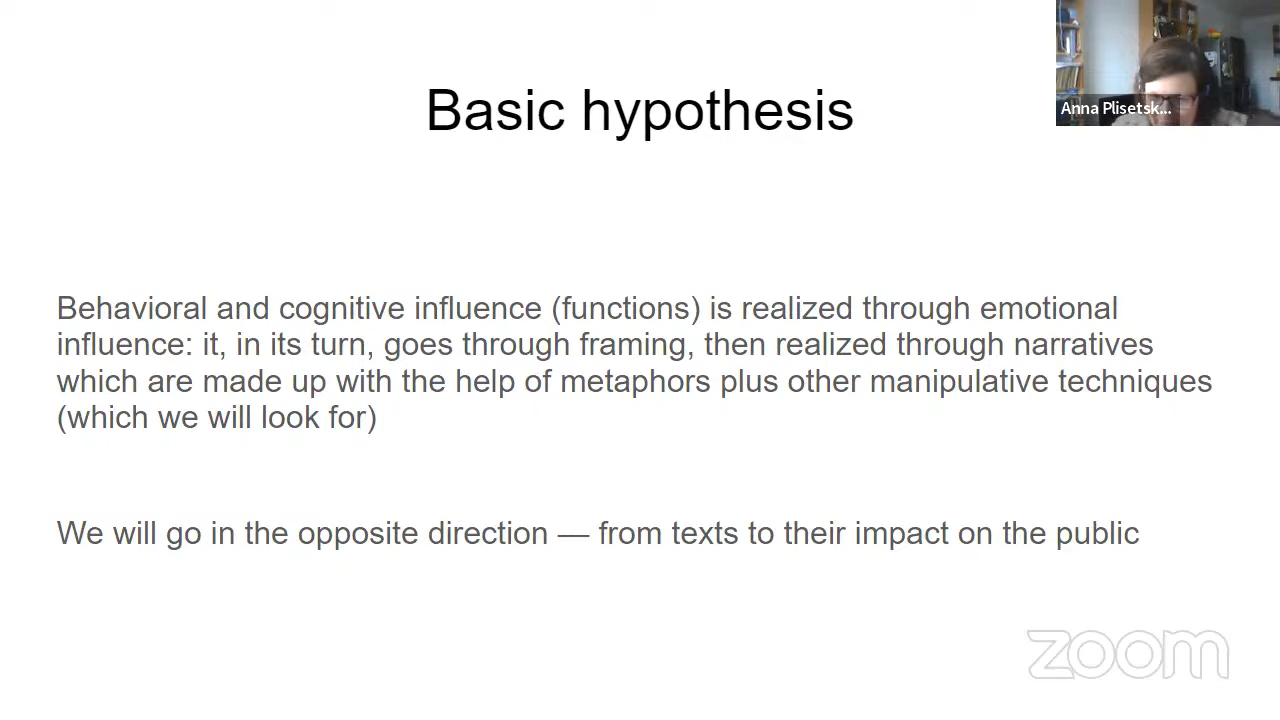 Basic hypothesis
Anna Plisetsk...
Behavioral and cognitive influence (functions) is realized through emotional
influence: it, in its turn, goes through framing, then realized through narratives
which are made up with the help of metaphors plus other manipulative techniques
(which we will look for)
We will go in the opposite direction — from texts to their impact on the public
zoom